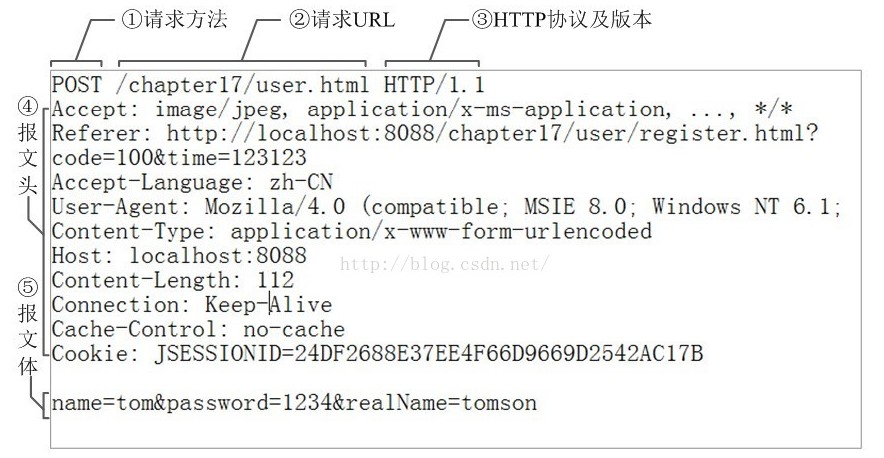 ①请求方法 ②请求URL ③HTTP协议及版本
POST /chapter17/user.html HTTP/1.1
④报文头
Accept: image/jpeg, application/x-ms-application, ..., */*
Referer: http://localhost:8088/chapter17/user/register.html?
code=100&time=123123
Accept-Language: zh-CN
User-Agent: Mozilla/4.0 (compatible; MSIE 8.0; Windows NT 6.1;
Content-Type: application/x-www-form-urlencoded
Host: localhost:8088
http://blog.csdn.net/
Content-Length: 112
Connection: Keep-Alive
Cache-Control: no-cache
Cookie: JSESSIONID=24DF2688E37EE4F66D9669D2542AC17B
⑤报文体
name=tom&password=1234&realName=tomson